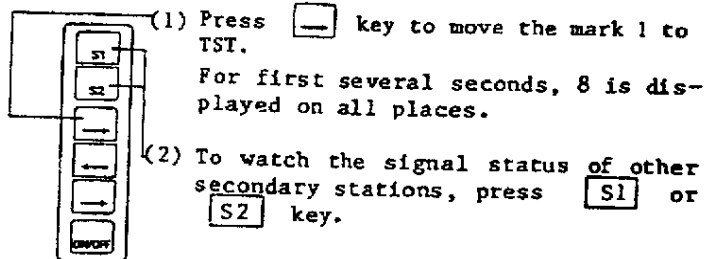 (1) Press → key to move the mark 1 to
TST.
For first several seconds, 8 is dis-
played on all places.
(2) To watch the signal status of other
secondary stations, press S1 or
S2 key.
S1
S2
→
←
→
ON/OFF